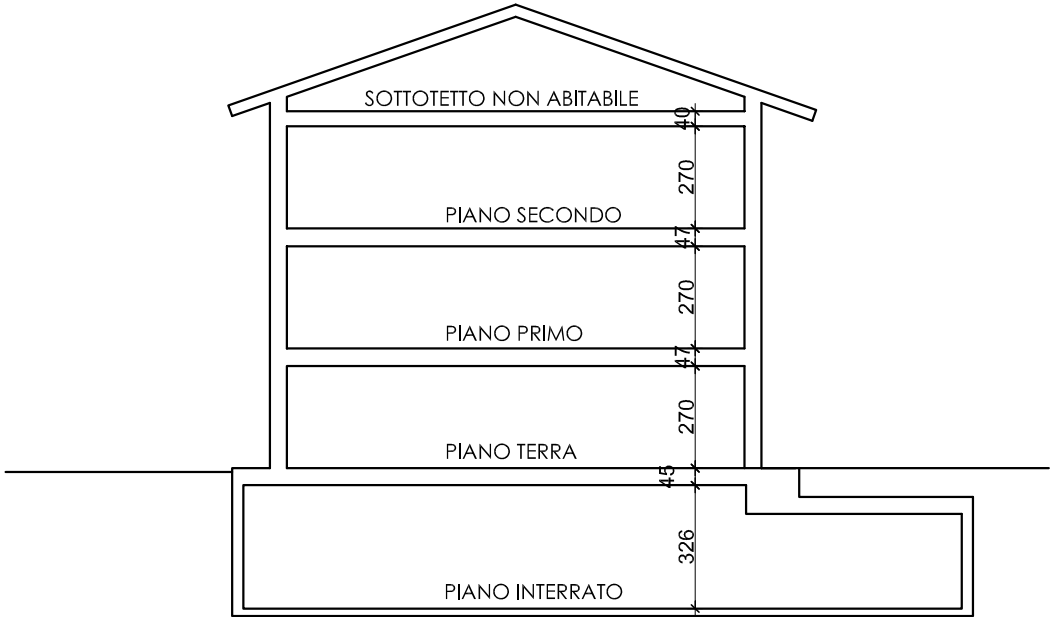 SOTTOTETTO NON ABITABILE
40
270
PIANO SECONDO
47
270
PIANO PRIMO
47
270
PIANO TERRA
45
326
PIANO INTERRATO